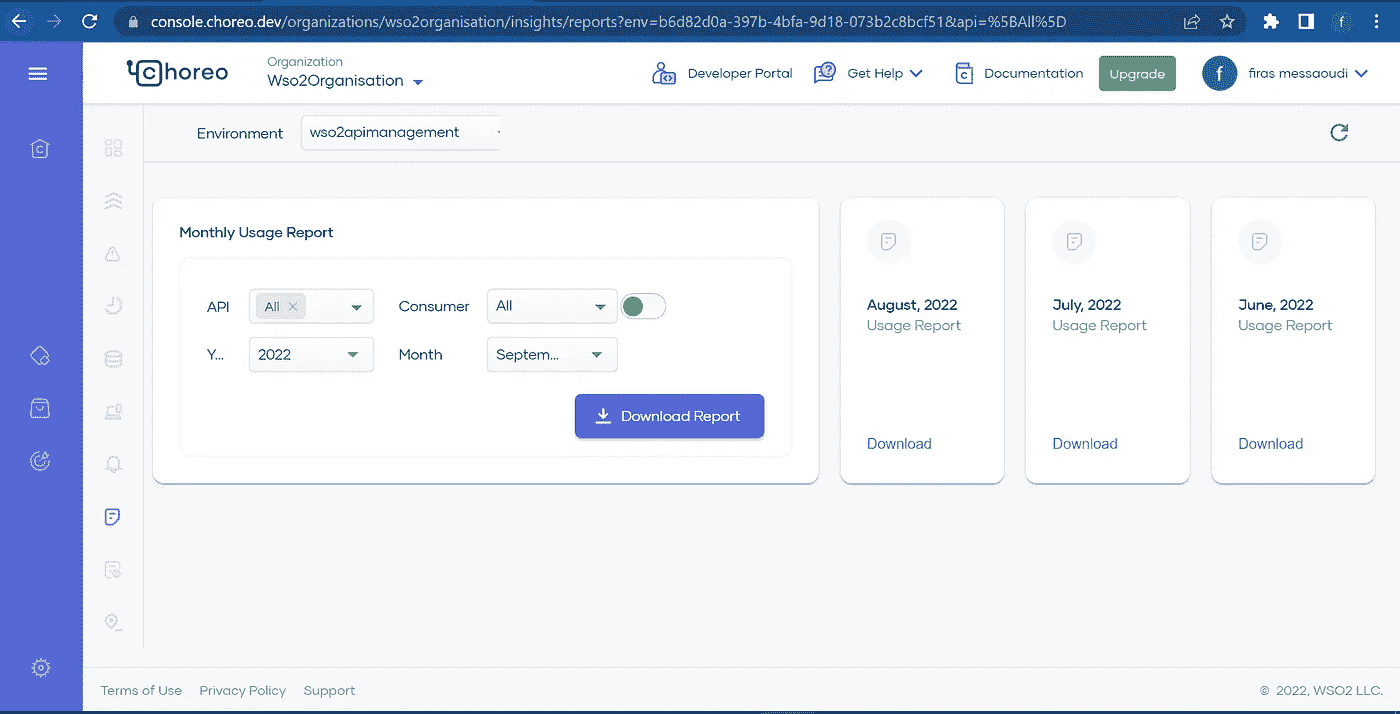 console.choreo.dev/organizations/wso2organisation/insights/reports?env=b6d82d0a-397b-4bfa-9d18-073b2c8bcf51&api=%5BAll%5D
f
Choreo
Organization
Wso2Organisation
Developer Portal
Get Help
Documentation
Upgrade
f
firas messaoudi
Environment
wso2apimanagement
Monthly Usage Report
API
All
Consumer
All
Y...
2022
Month
Septem...
Download Report
August, 2022
Usage Report
Download
July, 2022
Usage Report
Download
June, 2022
Usage Report
Download
Terms of Use
Privacy Policy
Support
© 2022, WSO2 LLC.